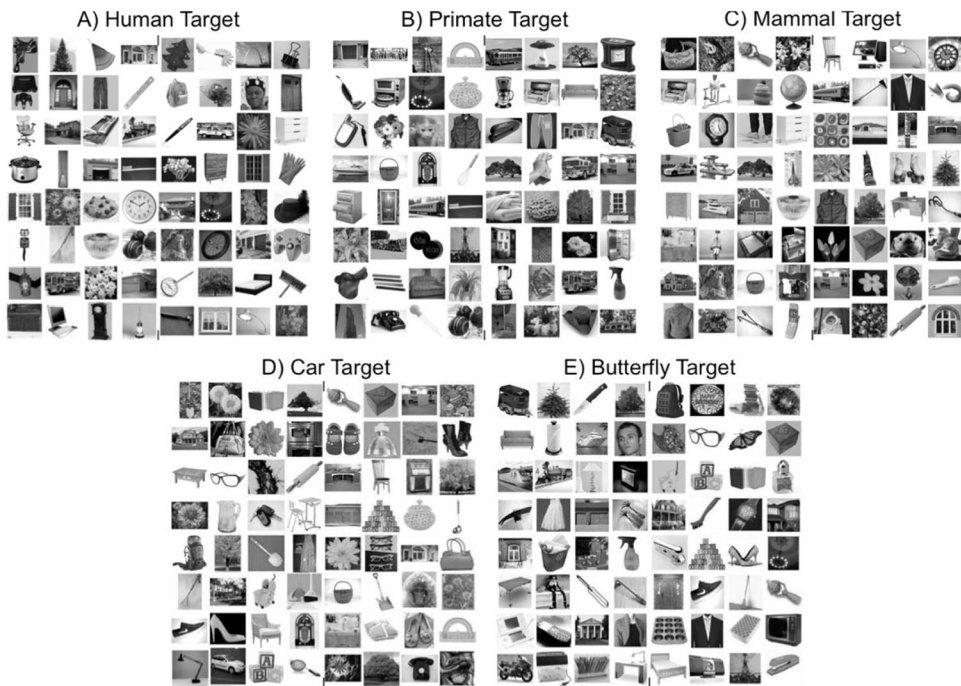 A) Human Target
B) Primate Target
C) Mammal Target
D) Car Target
E) Butterfly Target